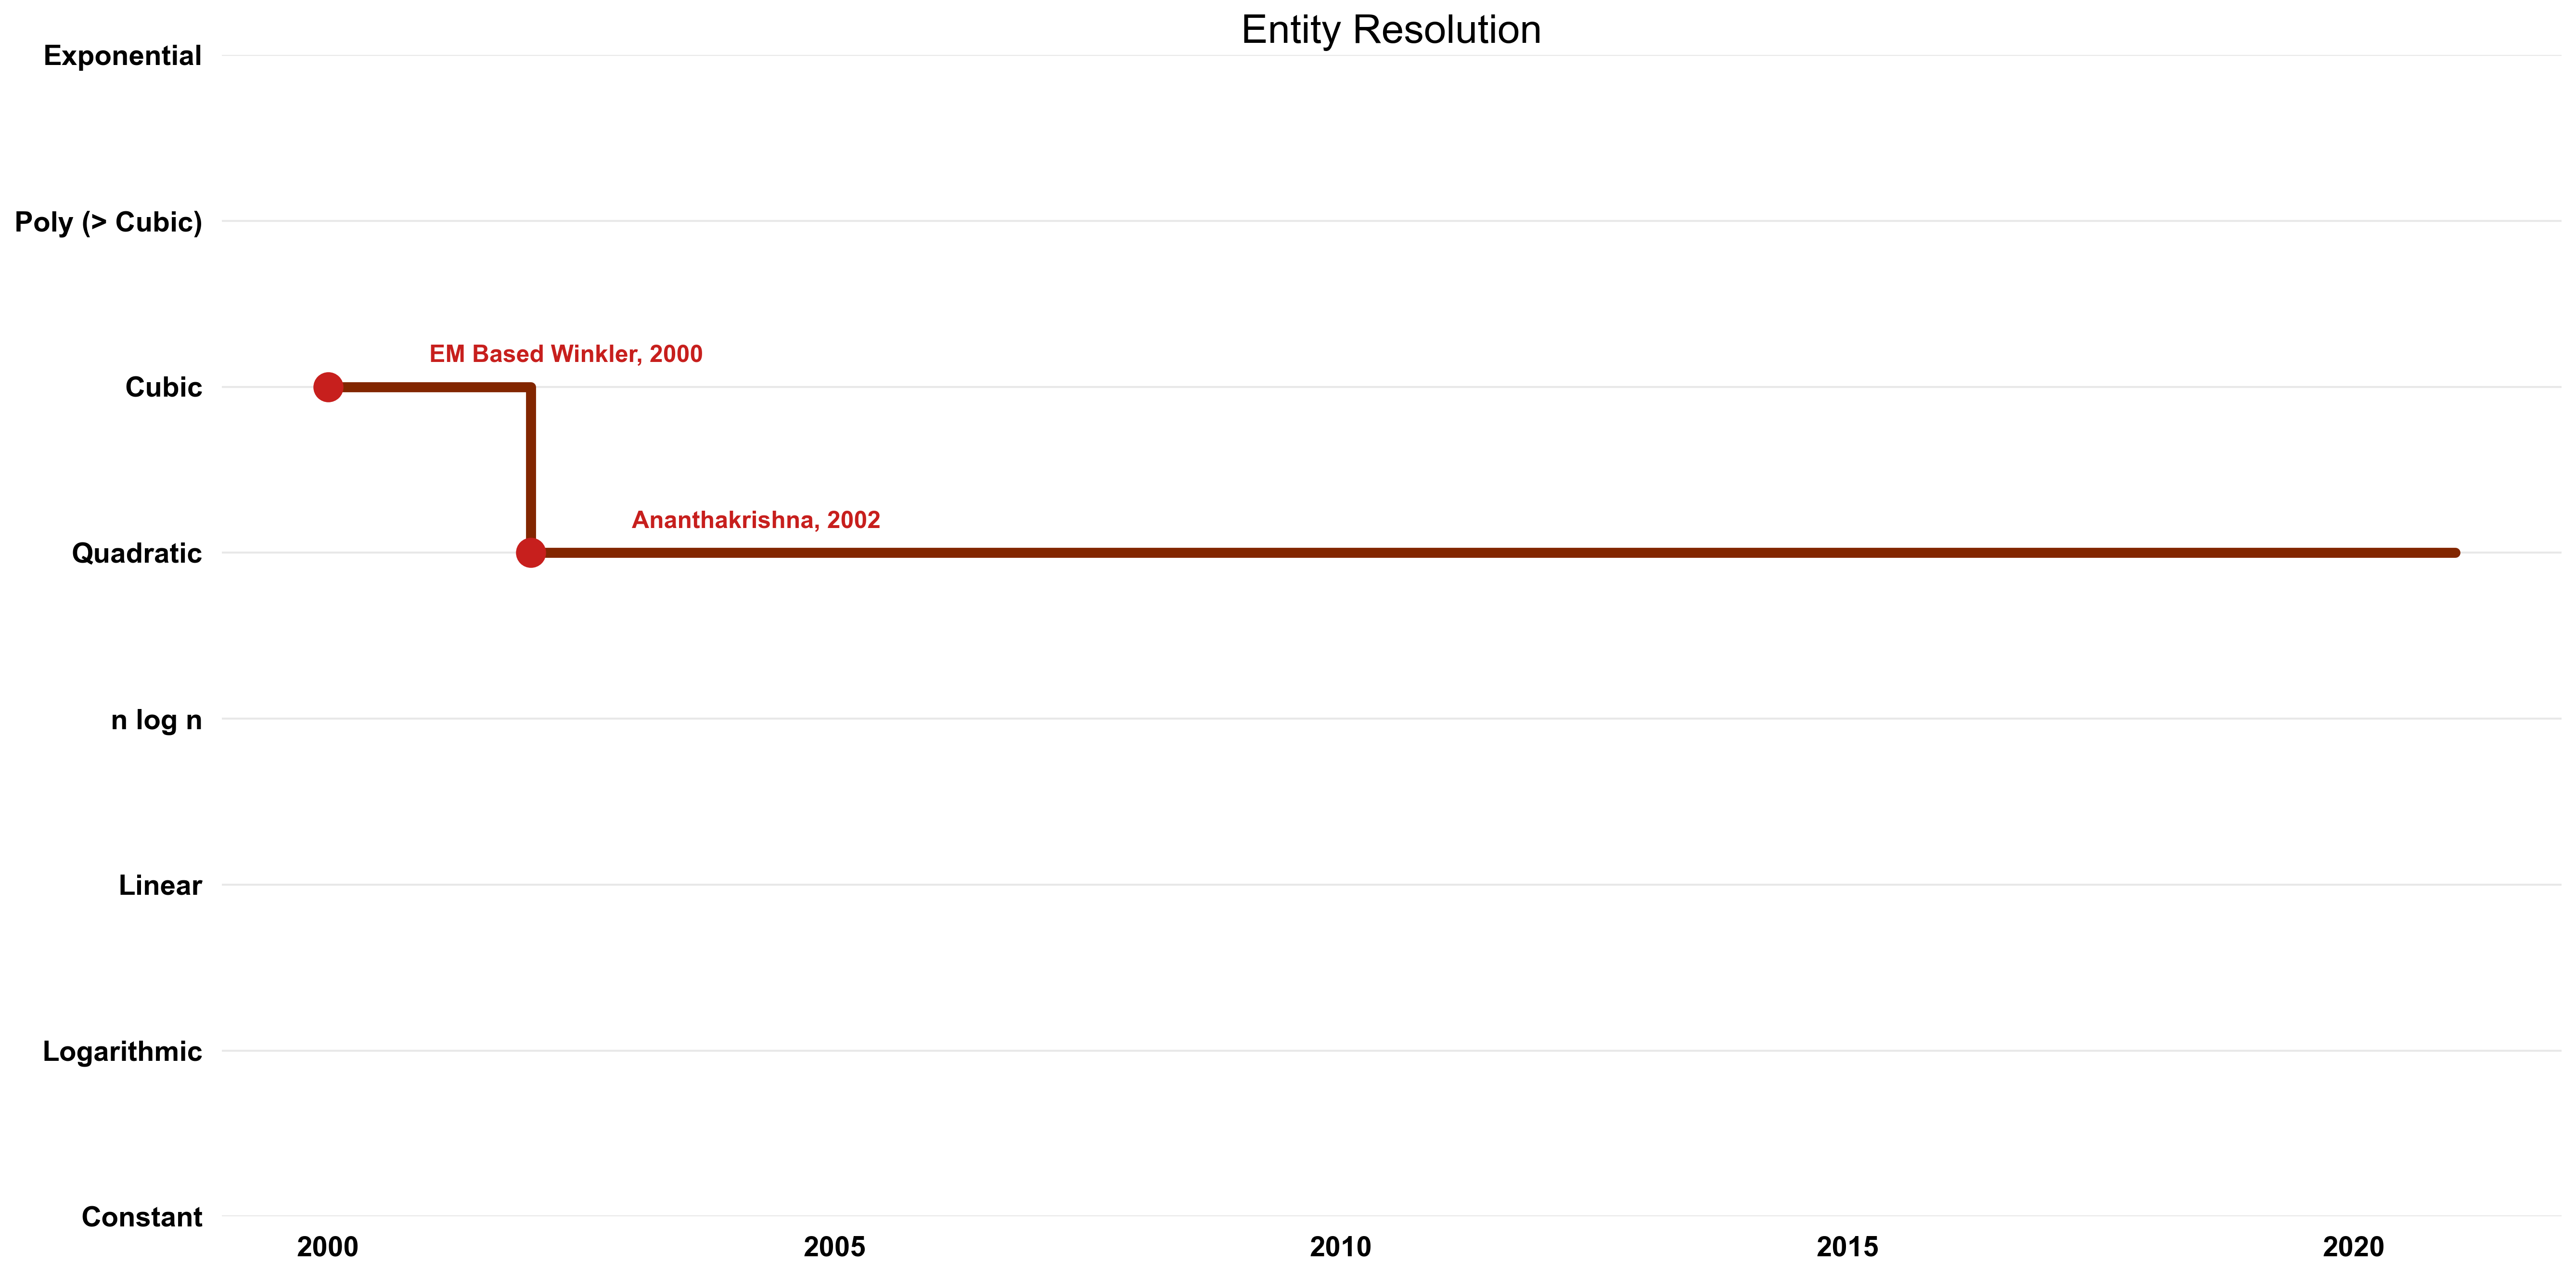 Entity Resolution
Exponential
Poly (> Cubic)
EM Based Winkler, 2000
Cubic
Ananthakrishna, 2002
Quadratic
n log n
Linear
Logarithmic
Constant
2000 2005 2010 2015 2020